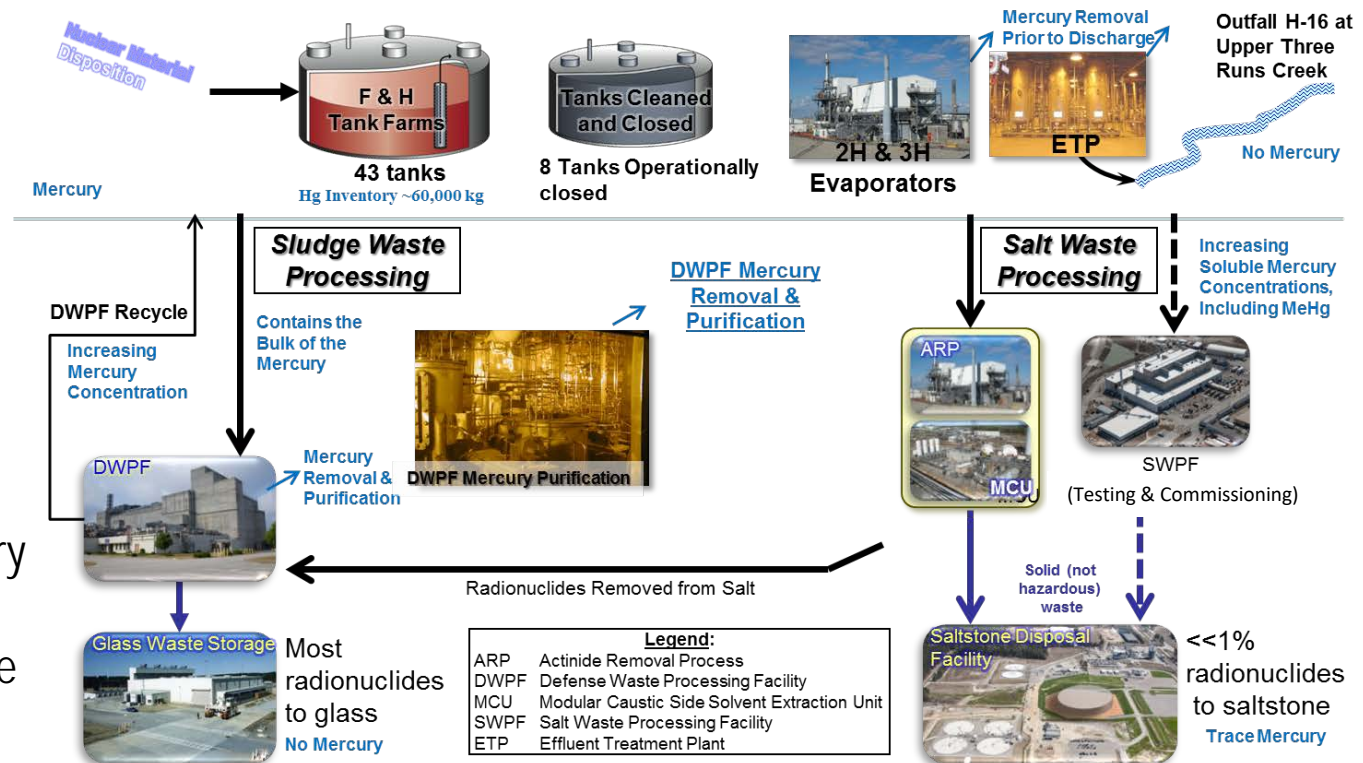 Nuclear Material
Disposition
F & H
Tank Farms
43 tanks
Hg Inventory ~60,000 kg
Tanks Cleaned
and Closed
8 Tanks Operationally
closed
2H & 3H
Evaporators
Mercury Removal
Prior to Discharge
ETP
Outfall H-16 at
Upper Three
Runs Creek
No Mercury
Mercury
Sludge Waste
Processing
Salt Waste
Processing
Increasing
Soluble Mercury
Concentrations,
Including MeHg
DWPF Recycle
Increasing
Mercury
Concentration
Contains the
Bulk of the
Mercury
DWPF Mercury
Removal &
Purification
DWPF Mercury Purification
ARP
MCU
SWPF
(Testing & Commissioning)
DWPF
Mercury
Removal &
Purification
ry
e
Radionuclides Removed from Salt
Solid (not
hazardous)
waste
Glass Waste Storage
Most
radionuclides
to glass
No Mercury
Legend:
ARP Actinide Removal Process
DWPF Defense Waste Processing Facility
MCU Modular Caustic Side Solvent Extraction Unit
SWPF Salt Waste Processing Facility
ETP Effluent Treatment Plant
Saltstone Disposal
Facility
<<1%
radionuclides
to saltstone
Trace Mercury